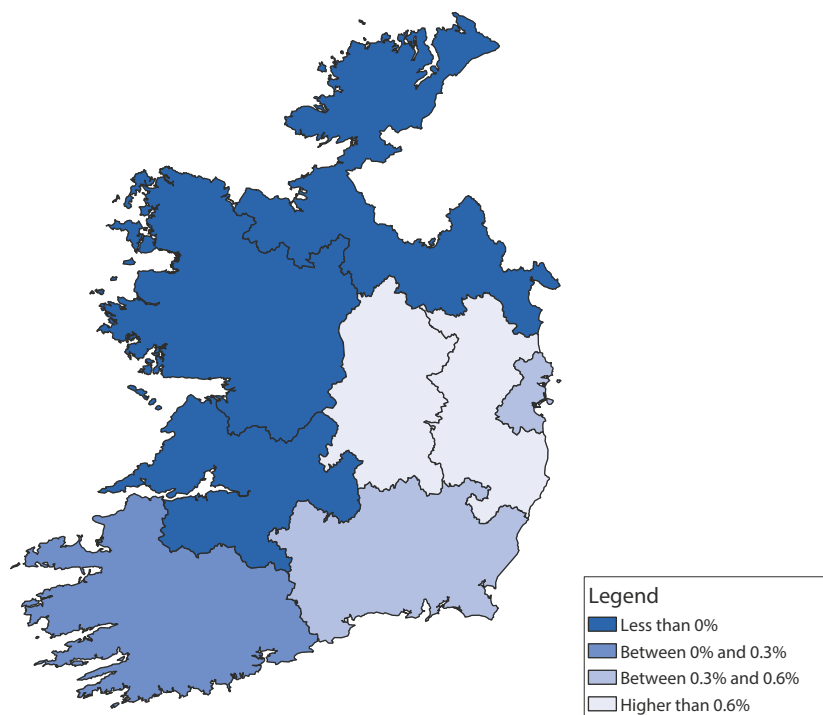 Legend
Less than 0%
Between 0% and 0.3%
Between 0.3% and 0.6%
Higher than 0.6%